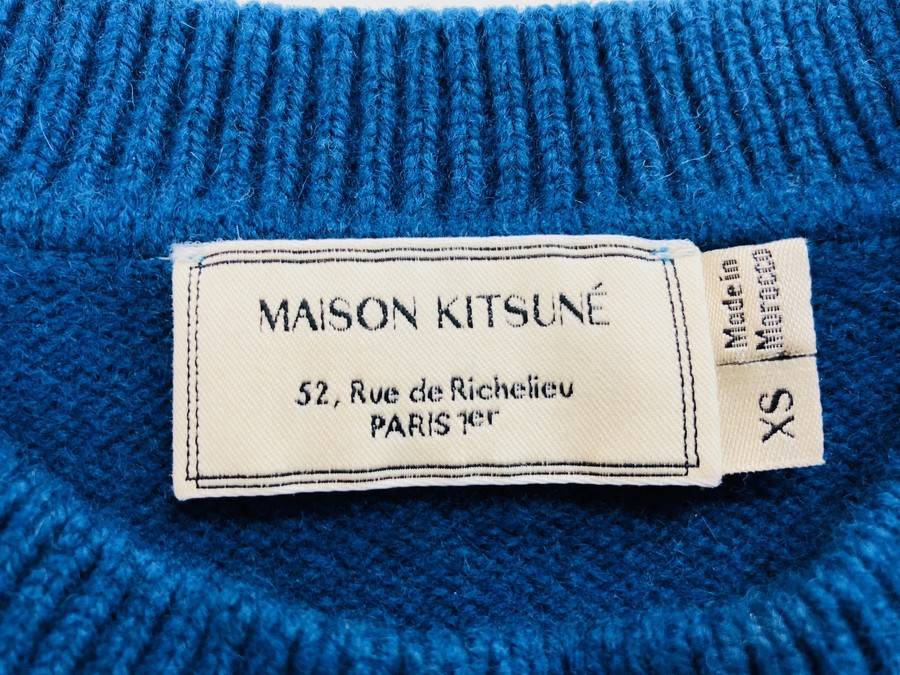 MAISON KITSUNÉ
52, Rue de Richelieu
PARIS 1er
Made in
Morocco
XS